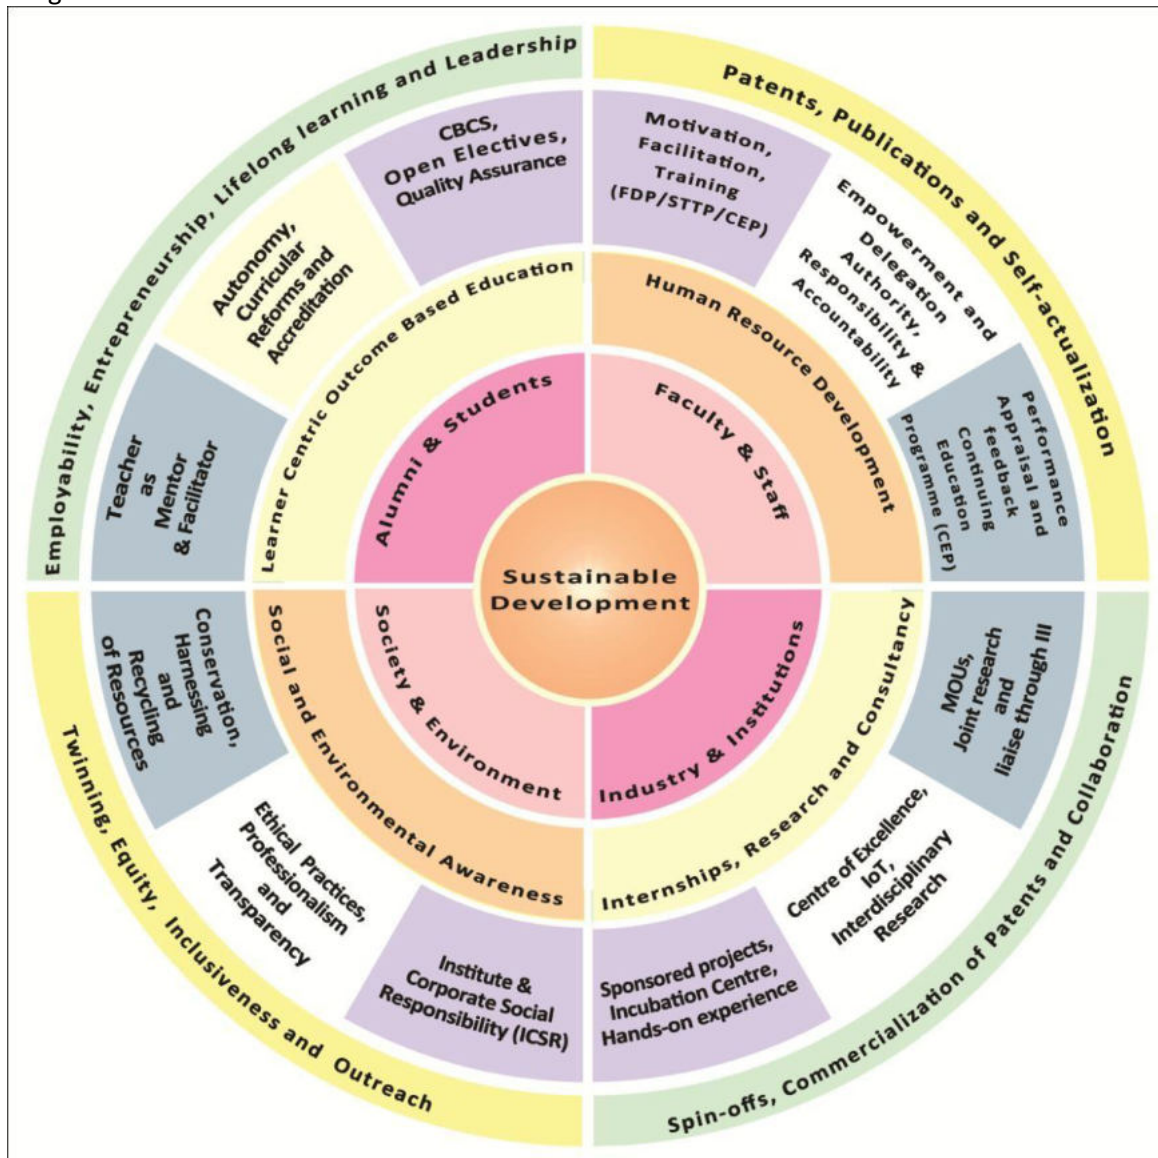 Employability, Entrepreneurship, Lifelong learning and Leadership
Patents, Publications and Self-actualization
CBCS,
Open Electives,
Quality Assurance
Autonomy,
Curricular
Reforms and
Accreditation
Teacher
as
Mentor
& Facilitator
Motivation,
Facilitation,
Training
(FDP/STTP/CEP)
Empowerment and
Delegation
Authority,
Responsibility &
Accountability
Performance
Appraisal and
feedback
Continuing
Education
Programme (CEP)
Learner Centric Outcome Based Education
Human Resource Development
Alumni & Students
Faculty & Staff
Sustainable
Development
Society & Environment
Industry & Institutions
Social and Environmental Awareness
Internships, Research and Consultancy
Conservation,
Harnessing
and
Recycling
of Resources
Ethical Practices,
Professionalism
and
Transparency
Institute &
Corporate Social
Responsibility (ICSR)
MOUs,
Joint research
and
liaise through III
Centre of Excellence,
IoT,
Interdisciplinary
Research
Sponsored projects,
Incubation Centre,
Hands-on experience
Twinning, Equity, Inclusiveness and Outreach
Spin-offs, Commercialization of Patents and Collaboration